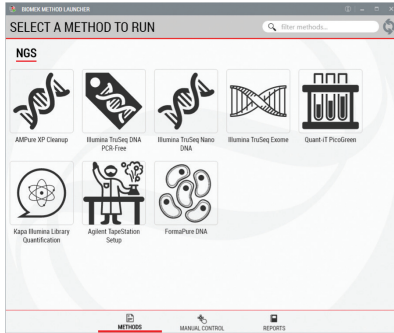 BIOMEK METHOD LAUNCHER
SELECT A METHOD TO RUN
filter methods...
NGS
AMPure XP Cleanup
Illumina TruSeq DNA
PCR-Free
Illumina TruSeq Nano
DNA
Illumina TruSeq Exome
Quant-iT PicoGreen
Kapa Illumina Library
Quantification
Agilent TapeStation
Setup
FormaPure DNA
METHODS
MANUAL CONTROL
REPORTS